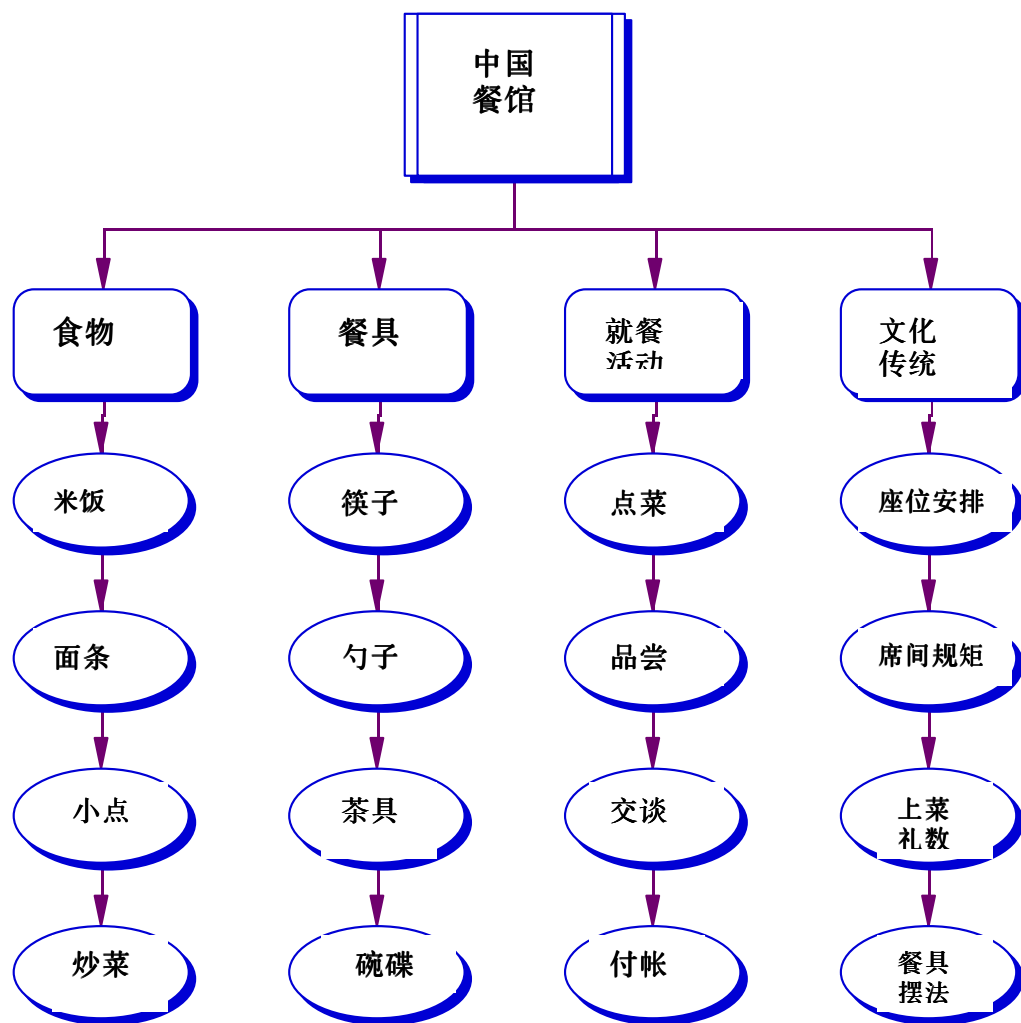 中国
餐馆
食物
餐具
就餐
活动
文化
传统
米饭
筷子
点菜
座位安排
面条
勺子
品尝
席间规矩
小点
茶具
交谈
上菜
礼数
炒菜
碗碟
付帐
餐具
摆法